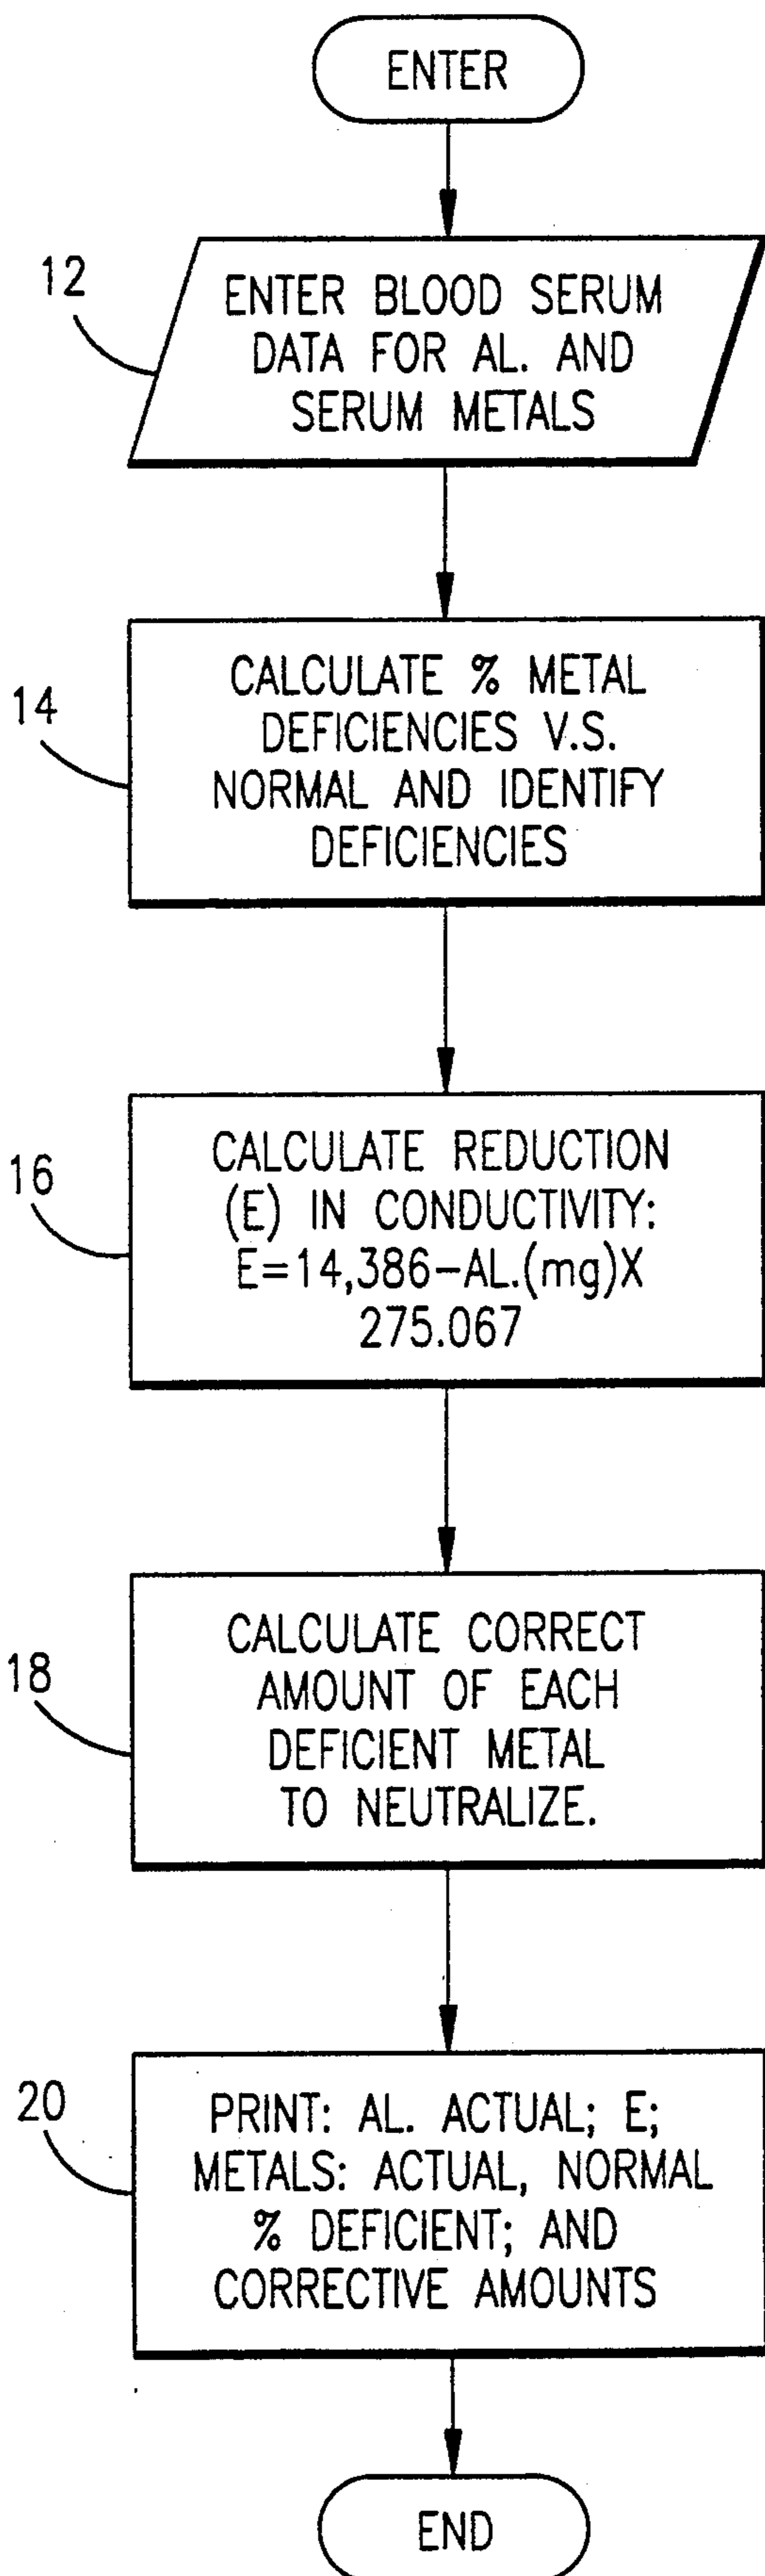 ENTER
12
ENTER BLOOD SERUM
DATA FOR AL. AND
SERUM METALS
14
CALCULATE % METAL
DEFICIENCIES V.S.
NORMAL AND IDENTIFY
DEFICIENCIES
16
CALCULATE REDUCTION
(E) IN CONDUCTIVITY:
E=14,386-AL.(mg)X
275.067
18
CALCULATE CORRECT
AMOUNT OF EACH
DEFICIENT METAL
TO NEUTRALIZE.
20
PRINT: AL. ACTUAL; E;
METALS: ACTUAL, NORMAL
% DEFICIENT; AND
CORRECTIVE AMOUNTS
END